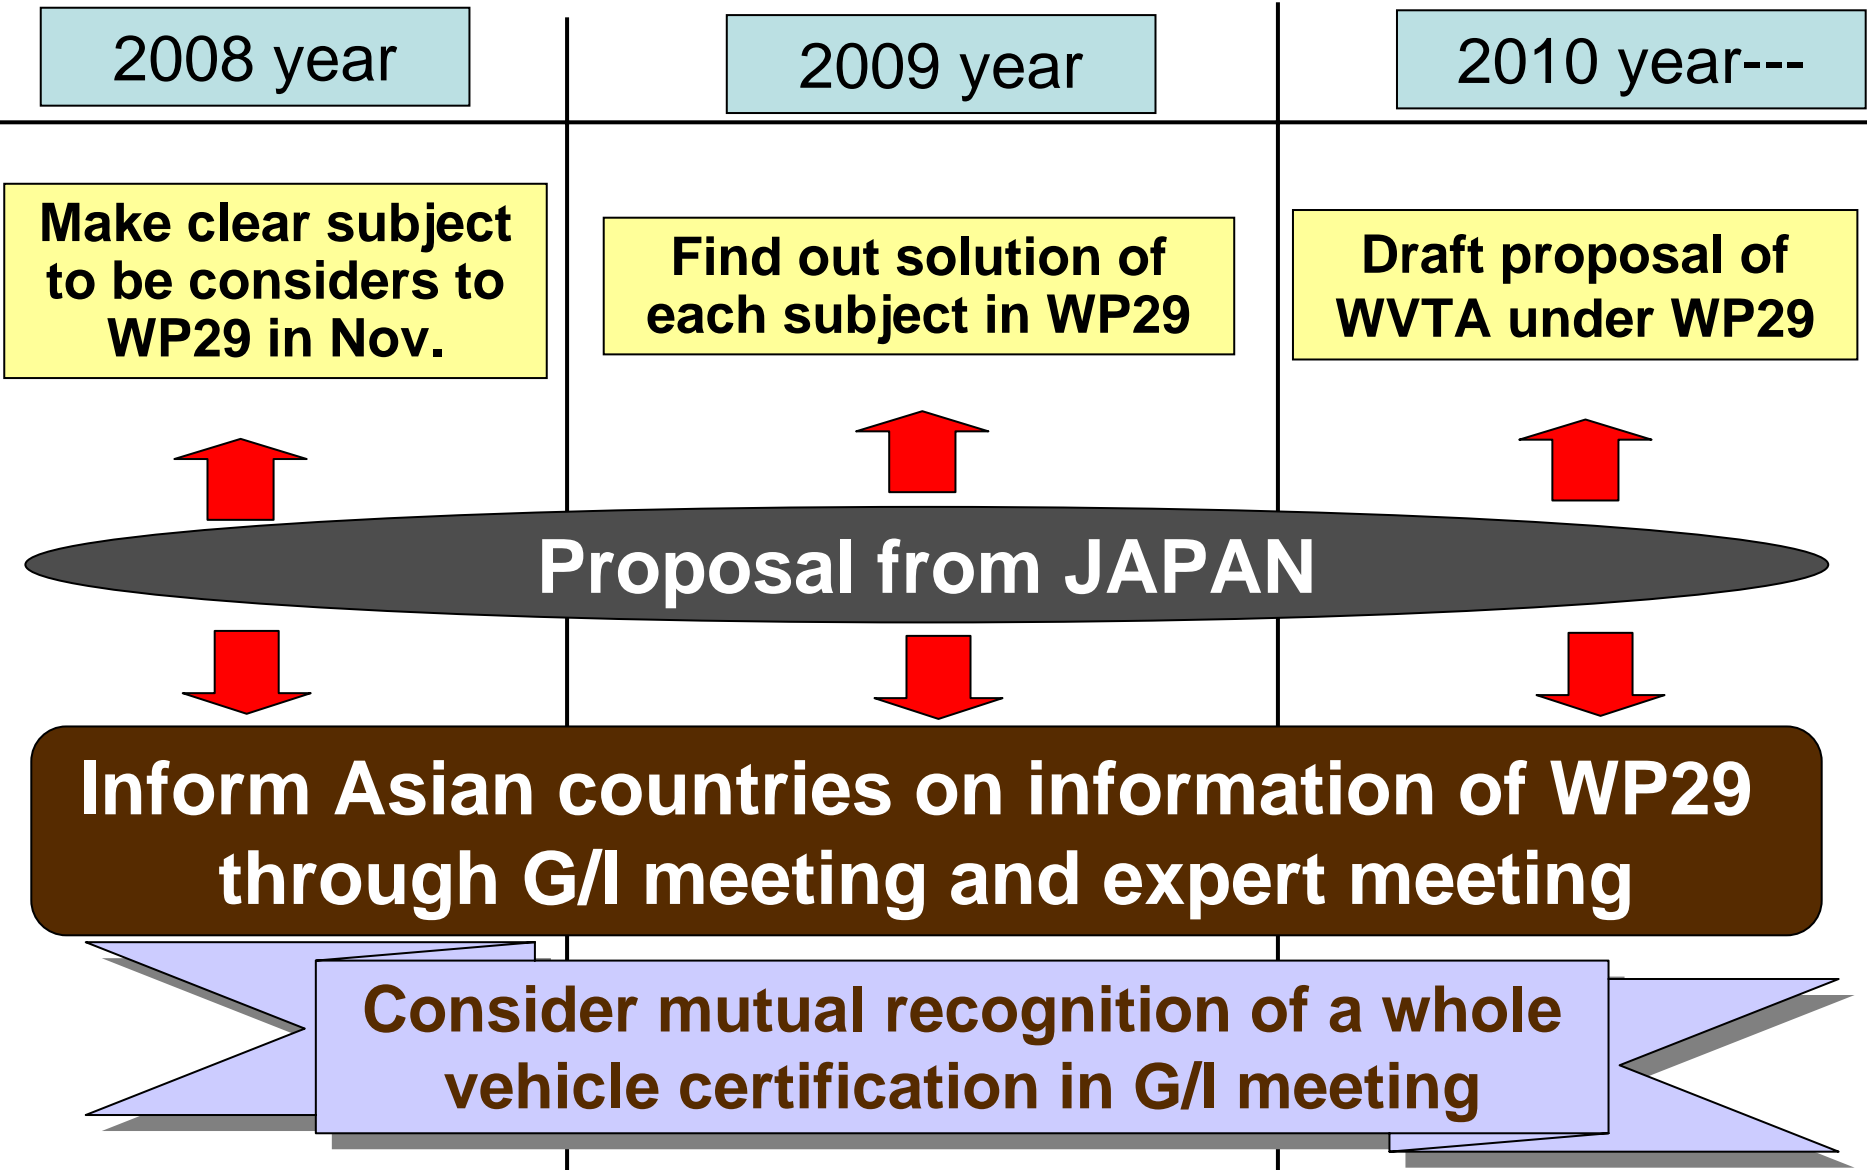 2008 year
2009 year
2010 year---
Make clear subject
to be considers to
WP29 in Nov.
Find out solution of
each subject in WP29
Draft proposal of
WVTA under WP29
Proposal from JAPAN
Inform Asian countries on information of WP29
through G/I meeting and expert meeting
Consider mutual recognition of a whole
vehicle certification in G/I meeting